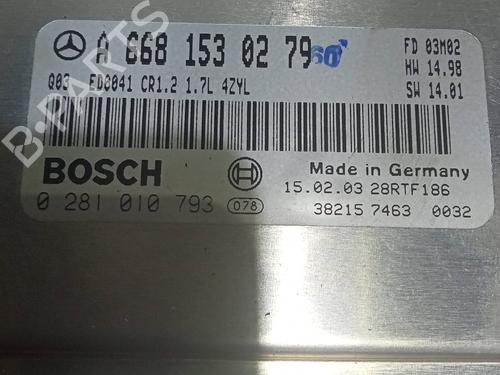 A 668 153 02 79 60
FD 03M02
HW 14.98
Q03 FD0041 CR1.2 1.7L 4ZYL
SW 14.01
BOSCH
Made in Germany
15.02.03 28RTF186
0 281 010 793 078
38215 7463 0032
B-PARTS